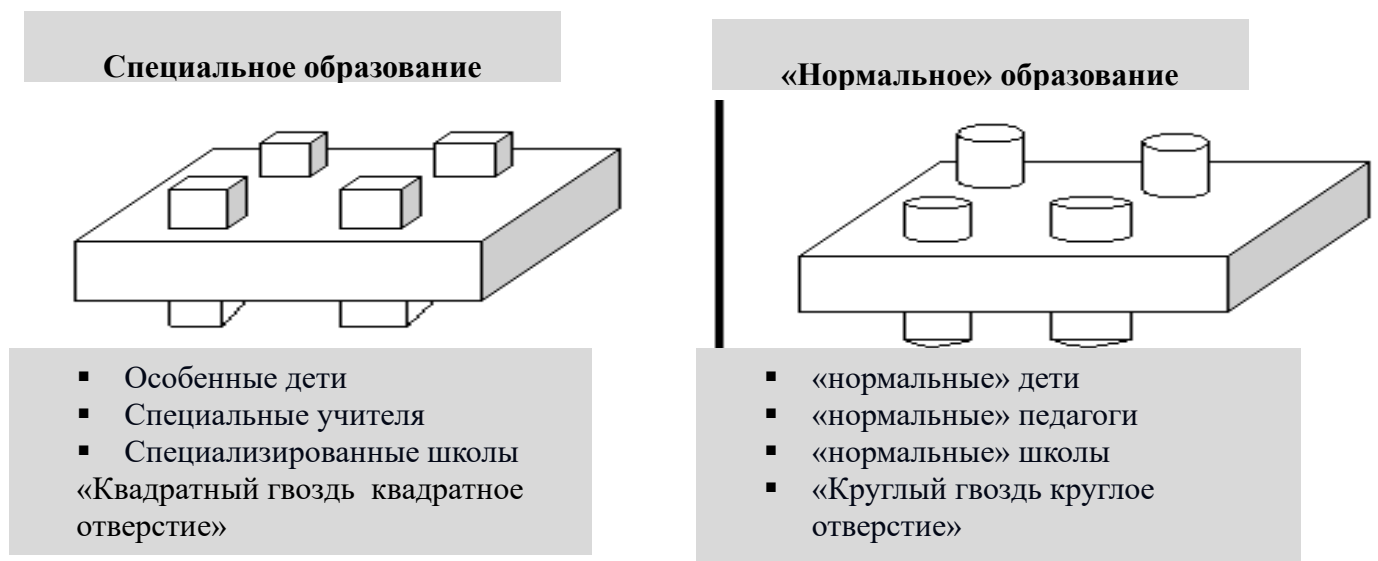 Специальное образование
▪ Особенные дети
▪ Специальные учителя
▪ Специализированные школы
«Квадратный гвоздь  квадратное
отверстие»
«Нормальное» образование
▪ «нормальные» дети
▪ «нормальные» педагоги
▪ «нормальные» школы
▪ «Круглый гвоздь круглое
отверстие»